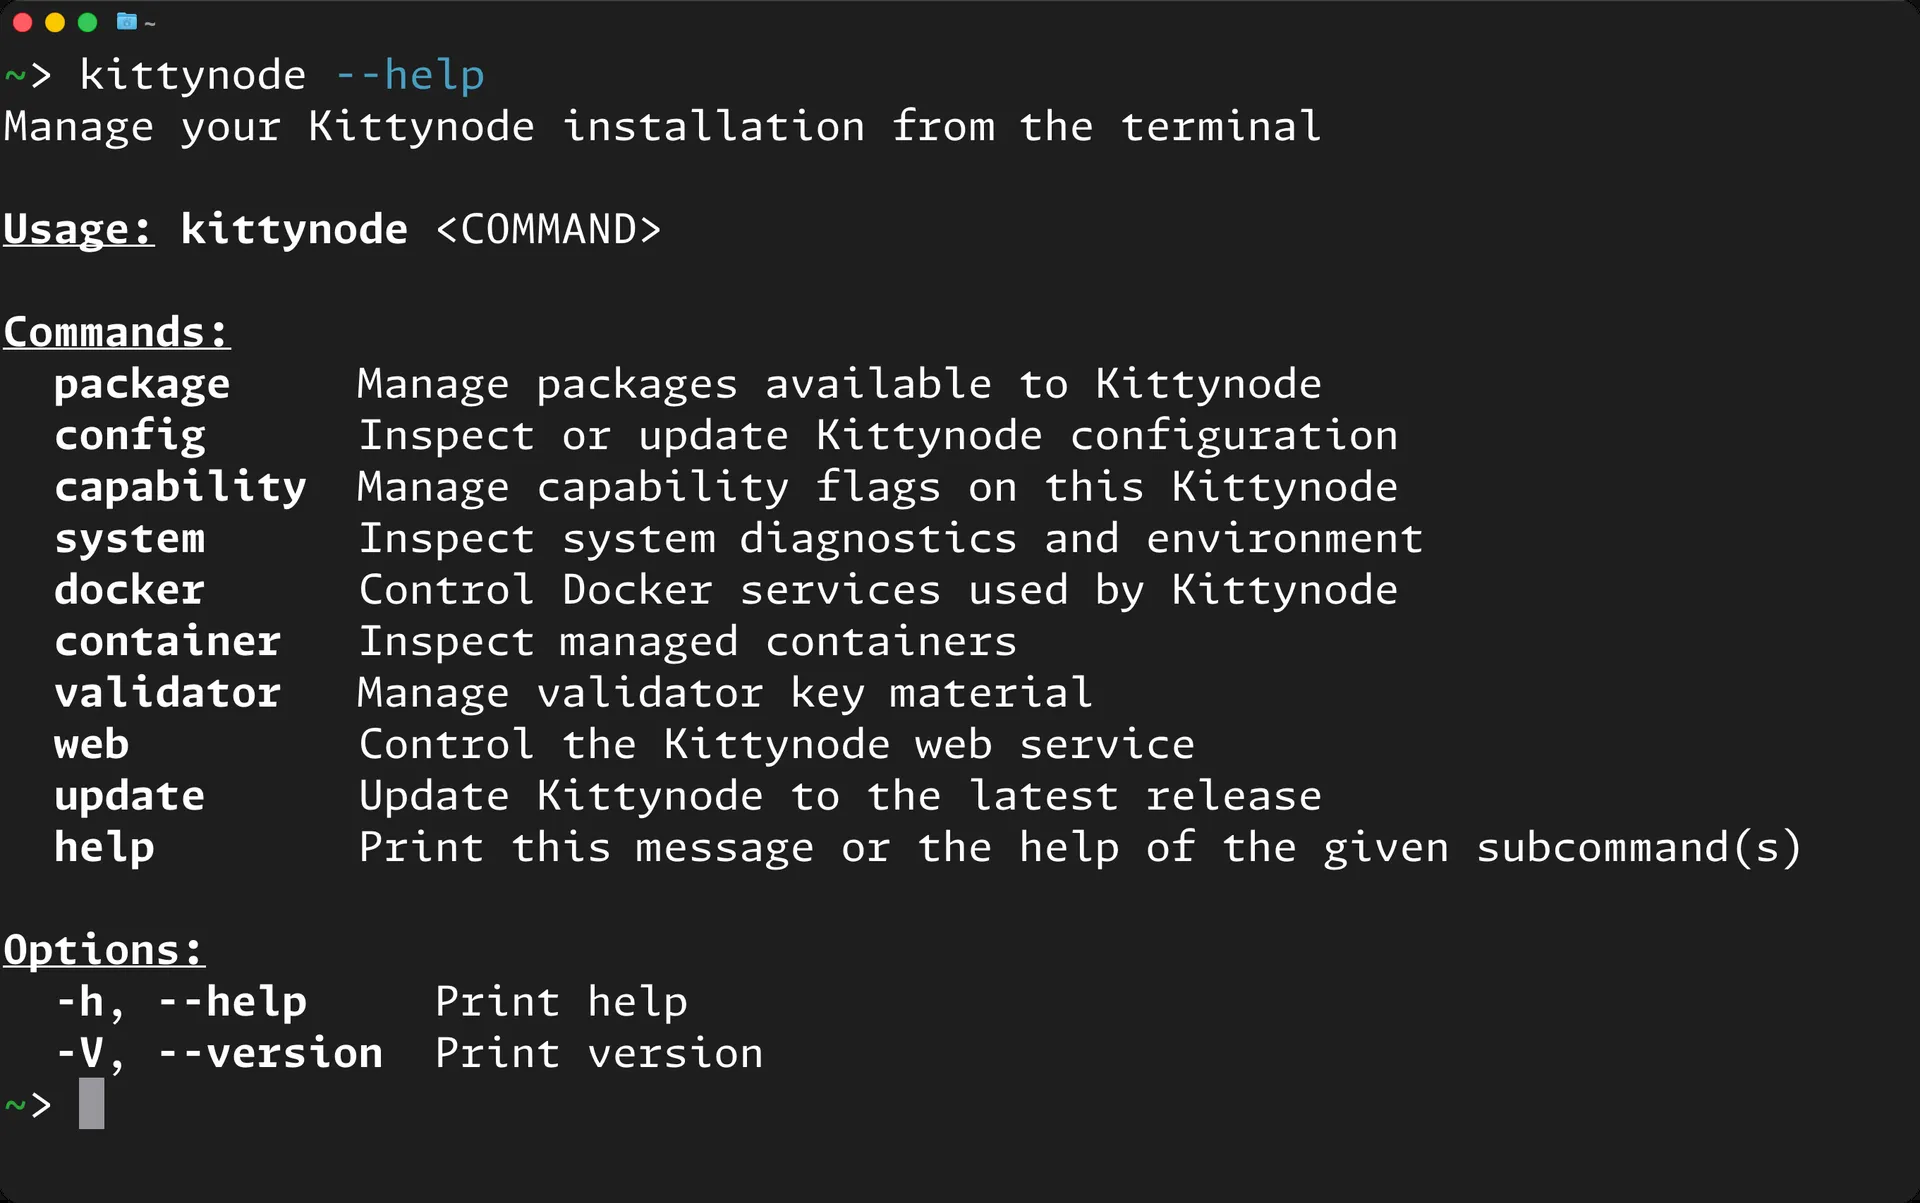 ~
~> kittynode --help
Manage your Kittynode installation from the terminal
Usage: kittynode <COMMAND>
Commands:
package Manage packages available to Kittynode
config Inspect or update Kittynode configuration
capability Manage capability flags on this Kittynode
system Inspect system diagnostics and environment
docker Control Docker services used by Kittynode
container Inspect managed containers
validator Manage validator key material
web Control the Kittynode web service
update Update Kittynode to the latest release
help Print this message or the help of the given subcommand(s)
Options:
-h, --help Print help
-V, --version Print version
~>